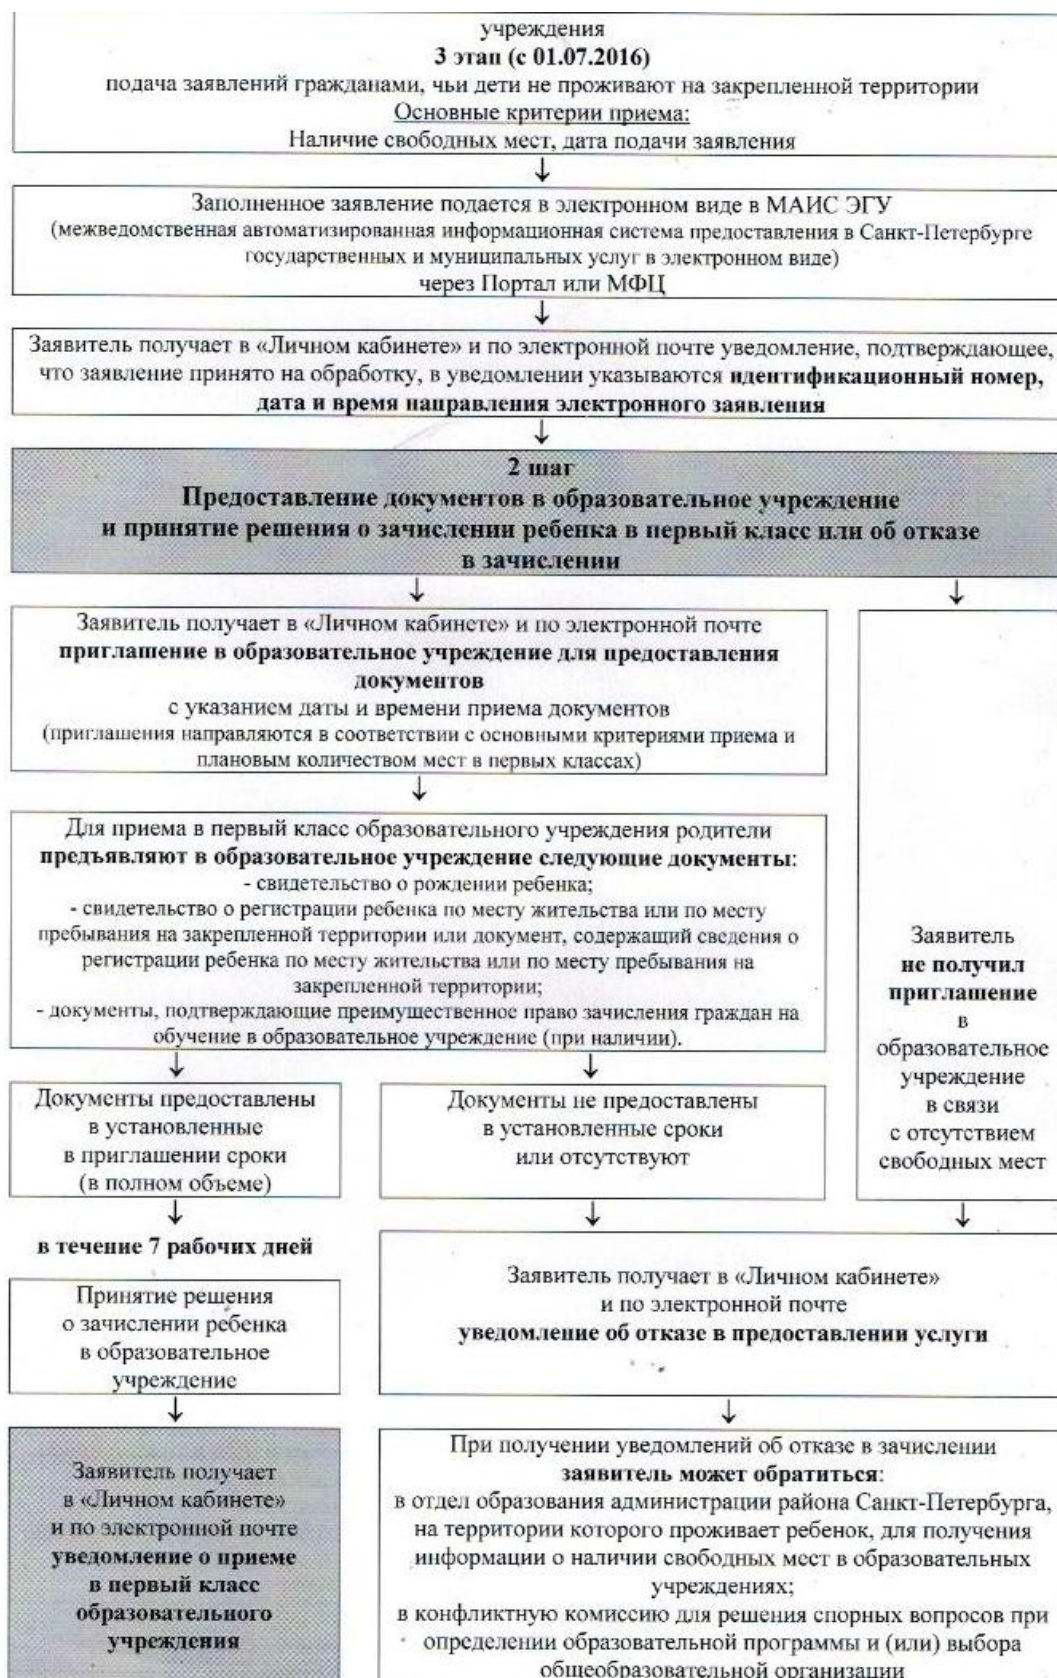 учреждения
3 этап (с 01.07.2016)
подача заявлений гражданами, чьи дети не проживают на закрепленной территории
Основные критерии приема:
Наличие свободных мест, дата подачи заявления
Заполненное заявление подается в электронном виде в МАИС ЭГУ
(межведомственная автоматизированная информационная система предоставления в Санкт-Петербурге
государственных и муниципальных услуг в электронном виде)
через Портал или МФЦ
Заявитель получает в «Личном кабинете» и по электронной почте уведомление, подтверждающее,
что заявление принято на обработку, в уведомлении указываются идентификационный номер,
дата и время направления электронного заявления
2 шаг
Предоставление документов в образовательное учреждение
и принятие решения о зачислении ребенка в первый класс или об отказе
в зачислении
Заявитель получает в «Личном кабинете» и по электронной почте
приглашение в образовательное учреждение для предоставления
документов
с указанием даты и времени приема документов
(приглашения направляются в соответствии с основными критериями приема и
плановым количеством мест в первых классах)
Для приема в первый класс образовательного учреждения родители
предъявляют в образовательное учреждение следующие документы:
- свидетельство о рождении ребенка;
- свидетельство о регистрации ребенка по месту жительства или по месту
пребывания на закрепленной территории или документ, содержащий сведения о
регистрации ребенка по месту жительства или по месту пребывания на
закрепленной территории;
- документы, подтверждающие преимущественное право зачисления граждан на
обучение в образовательное учреждение (при наличии).
Заявитель
не получил
приглашение
в
образовательное
учреждение
в связи
с отсутствием
свободных мест
Документы предоставлены
в установленные
в приглашении сроки
(в полном объеме)
Документы не предоставлены
в установленные сроки
или отсутствуют
в течение 7 рабочих дней
Принятие решения
о зачислении ребенка
в образовательное
учреждение
Заявитель получает в «Личном кабинете»
и по электронной почте
уведомление об отказе в предоставлении услуги
Заявитель получает
в «Личном кабинете»
и по электронной почте
уведомление о приеме
в первый класс
образовательного
учреждения
При получении уведомлений об отказе в зачислении
заявитель может обратиться:
в отдел образования администрации района Санкт-Петербурга,
на территории которого проживает ребенок, для получения
информации о наличии свободных мест в образовательных
учреждениях;
в конфликтную комиссию для решения спорных вопросов при
определении образовательной программы и (или) выбора
общеобразовательной организации